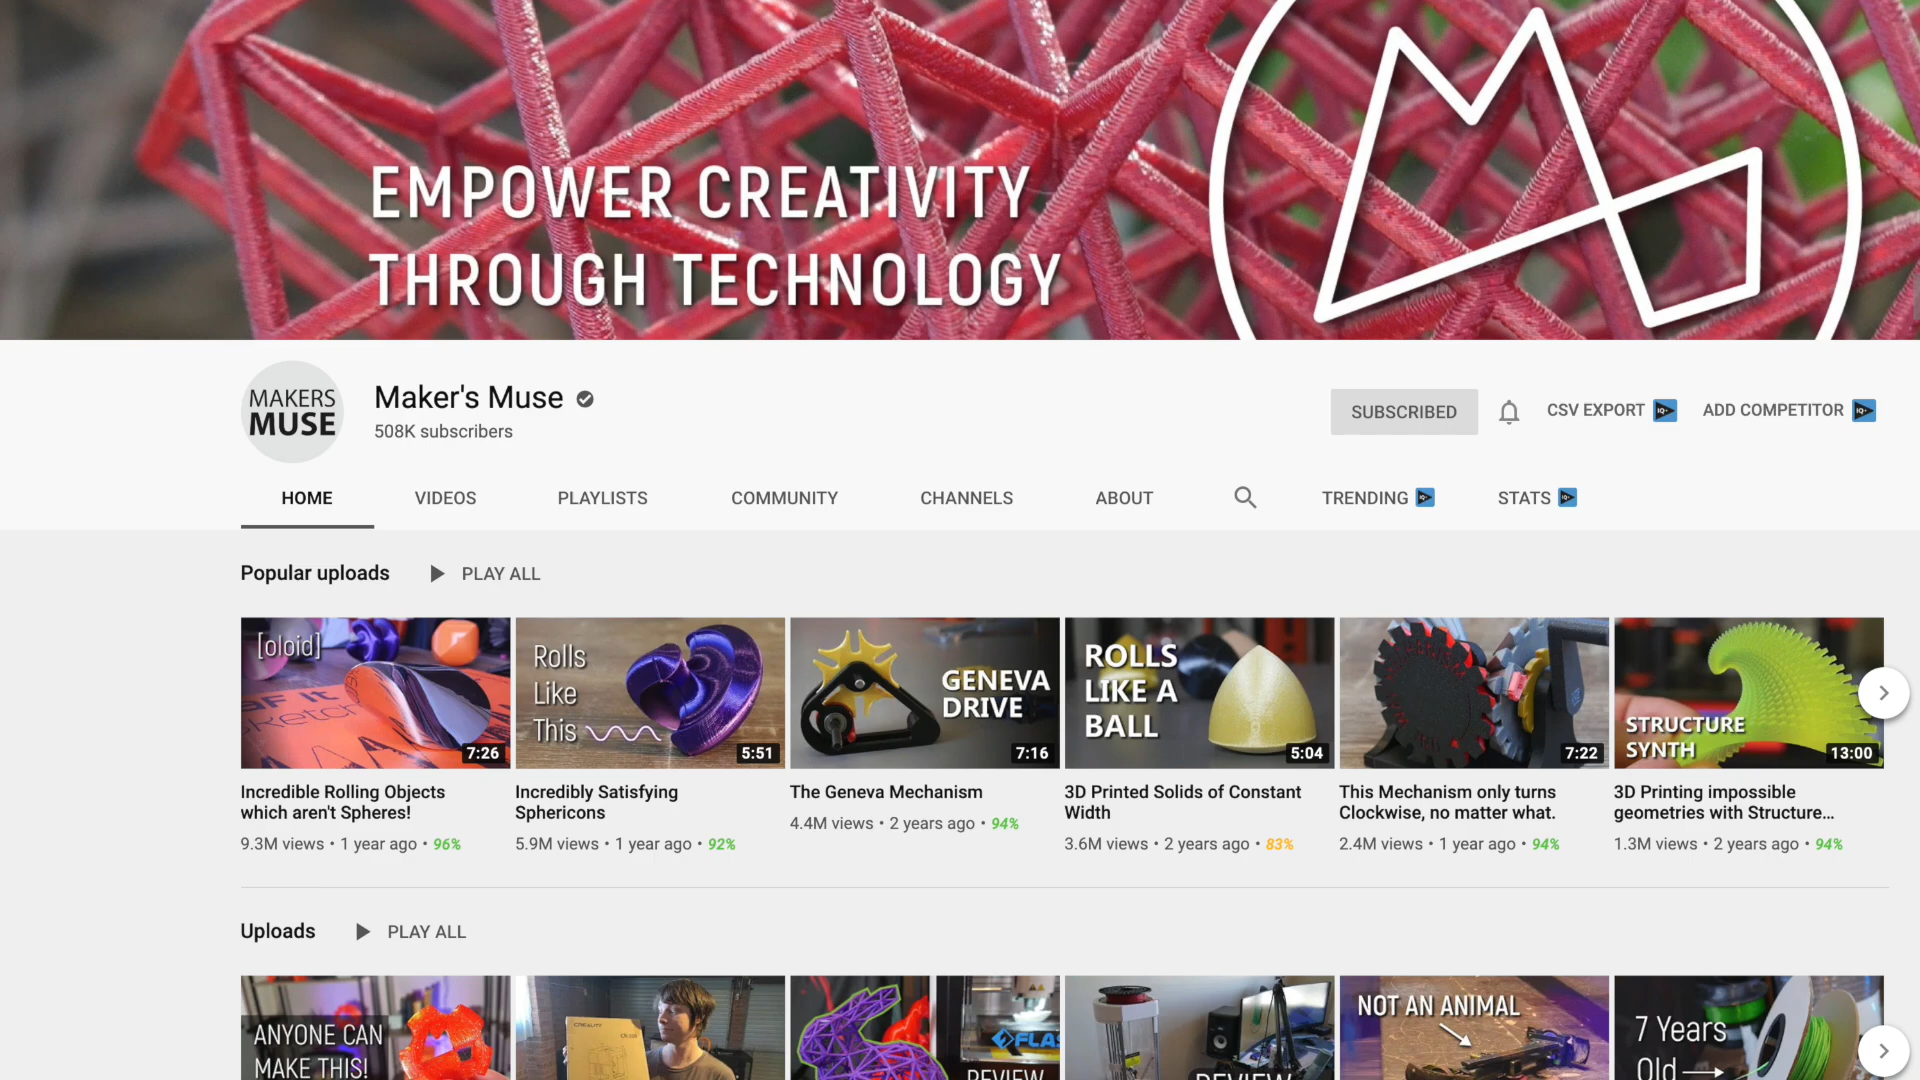 EMPOWER CREATIVITY
THROUGH TECHNOLOGY
MAKERS
MUSE
Maker's Muse
508K subscribers
SUBSCRIBED
CSV EXPORT
ADD COMPETITOR
HOME
VIDEOS
PLAYLISTS
COMMUNITY
CHANNELS
ABOUT
TRENDING
STATS
Popular uploads
PLAY ALL
[oloid]
7:26
Rolls
Like
This
5:51
GENEVA
DRIVE
7:16
ROLLS
LIKE A
BALL
5:04
7:22
STRUCTURE
SYNTH
13:00
Incredible Rolling Objects
which aren't Spheres!
9.3M views • 1 year ago • 96%
Incredibly Satisfying
Sphericons
5.9M views • 1 year ago • 92%
The Geneva Mechanism
4.4M views • 2 years ago • 94%
3D Printed Solids of Constant
Width
3.6M views • 2 years ago • 83%
This Mechanism only turns
Clockwise, no matter what.
2.4M views • 1 year ago • 94%
3D Printing impossible
geometries with Structure...
1.3M views • 2 years ago • 94%
Uploads
PLAY ALL
ANYONE CAN
MAKE THIS!
CREALITY
REVIEW
REVIEW
NOT AN ANIMAL
7 Years
Old